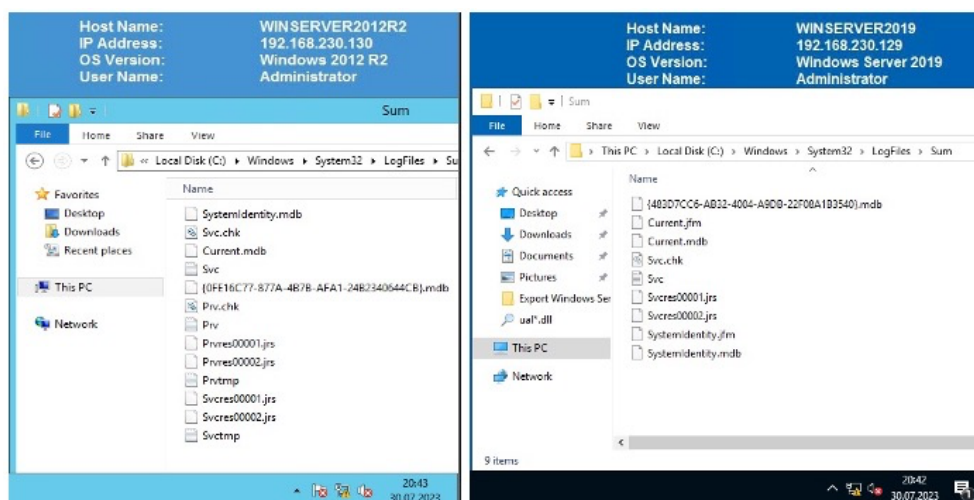 Host Name: WINSERVER2012R2
IP Address: 192.168.230.130
OS Version: Windows 2012 R2
User Name: Administrator
Sum
File Home Share View
« Local Disk (C:) › Windows › System32 › LogFiles › Su
Favorites
Desktop
Downloads
Recent places
This PC
Network
Name
SystemIdentity.mdb
Svc.chk
Current.mdb
Svc
{0FE16C77-877A-4B7B-AFA1-24B2340644CB}.mdb
Prv.chk
Prv
Prvres00001.jrs
Prvres00002.jrs
Prvtmp
Svcres00001.jrs
Svcres00002.jrs
Svctmp
20:43
30.07.2023
Host Name: WINSERVER2019
IP Address: 192.168.230.129
OS Version: Windows Server 2019
User Name: Administrator
Sum
File Home Share View
› This PC › Local Disk (C:) › Windows › System32 › LogFiles › Sum
Quick access
Desktop
Downloads
Documents
Pictures
Export Windows Ser
ual*.dll
This PC
Network
Name
{483D7CC6-AB32-4004-A9DB-22F08A1B3540}.mdb
Current.jfm
Current.mdb
Svc.chk
Svc
Svcres00001.jrs
Svcres00002.jrs
SystemIdentity.jfm
SystemIdentity.mdb
9 items
20:42
30.07.2023